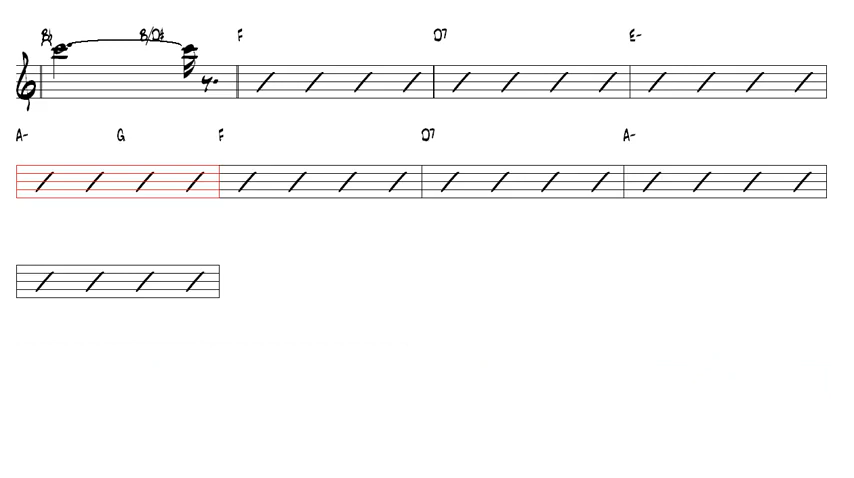 B♭ B/D# F D7 E-
A- G F D7 A-